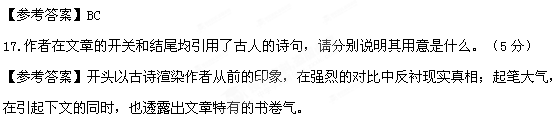 【参考答案】BC
17.作者在文章的开关和结尾均引用了古人的诗句，请分别说明其用意是什么。（5 分）
【参考答案】开头以古诗渲染作者从前的印象，在强烈的对比中反衬现实真相；起笔大气，
在引起下文的同时，也透露出文章特有的书卷气。